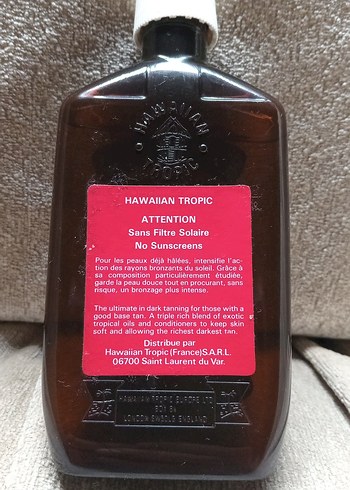 HAWAIIAN
TROPIC
HAWAIIAN TROPIC
ATTENTION
Sans Filtre Solaire
No Sunscreens
Pour les peaux déjà hâlées, intensifie l'ac-
tion des rayons bronzants du soleil. Grâce à
sa composition particulièrement étudiée,
garde la peau douce tout en procurant, sans
risque, un bronzage plus intense.
The ultimate in dark tanning for those with a
good base tan. A triple rich blend of exotic
tropical oils and conditioners to keep skin
soft and allowing the richest darkest tan.
Distribue par
Hawaiian Tropic (France) S.A.R.L.
06700 Saint Laurent du Var.
HAWAIIAN TROPIC EUROPE LTD
BOX 94
LONDON SW20LG ENGLAND